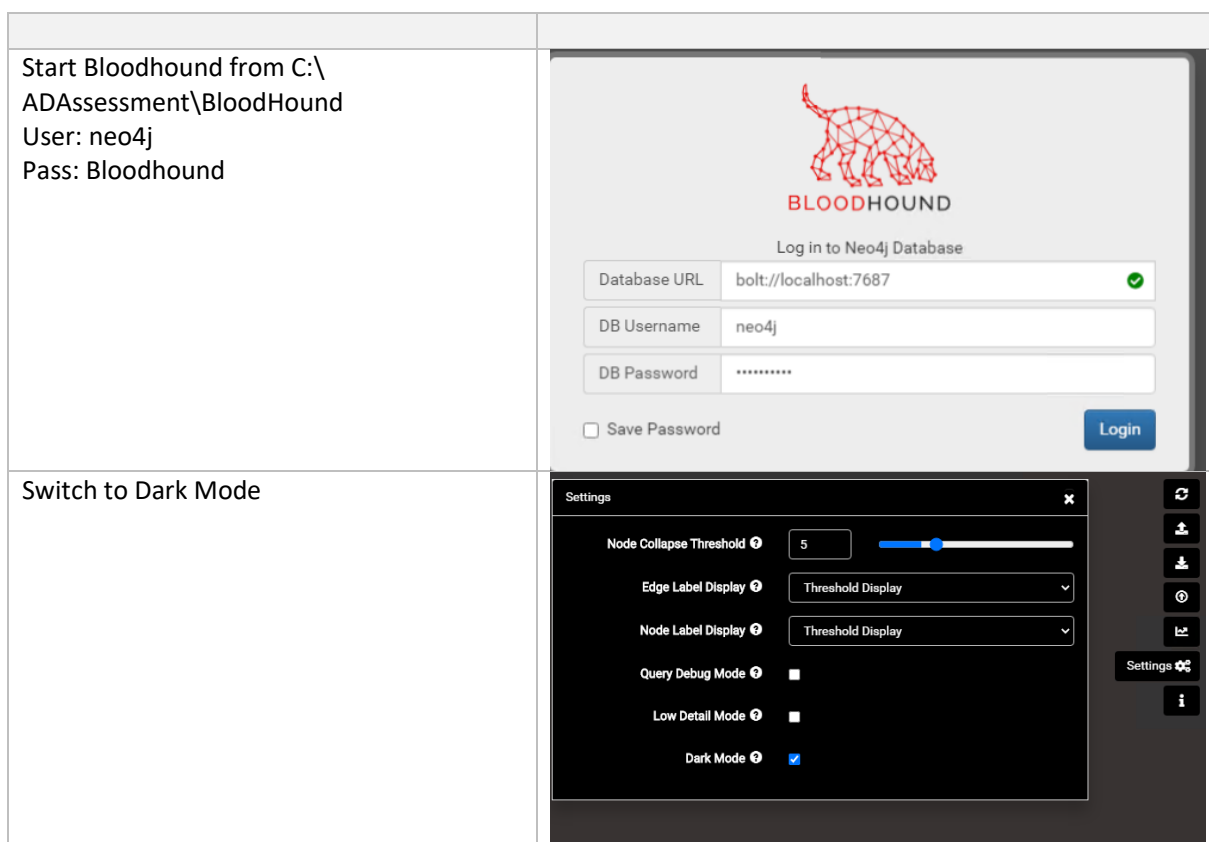 Start Bloodhound from C:\
ADAssessment\BloodHound
User: neo4j
Pass: Bloodhound
BLOODHOUND
Log in to Neo4j Database
Database URL bolt://localhost:7687
DB Username neo4j
DB Password ••••••••••
Save Password Login
Switch to Dark Mode
Settings
Node Collapse Threshold 5
Edge Label Display Threshold Display
Node Label Display Threshold Display
Query Debug Mode
Settings
Low Detail Mode
Dark Mode